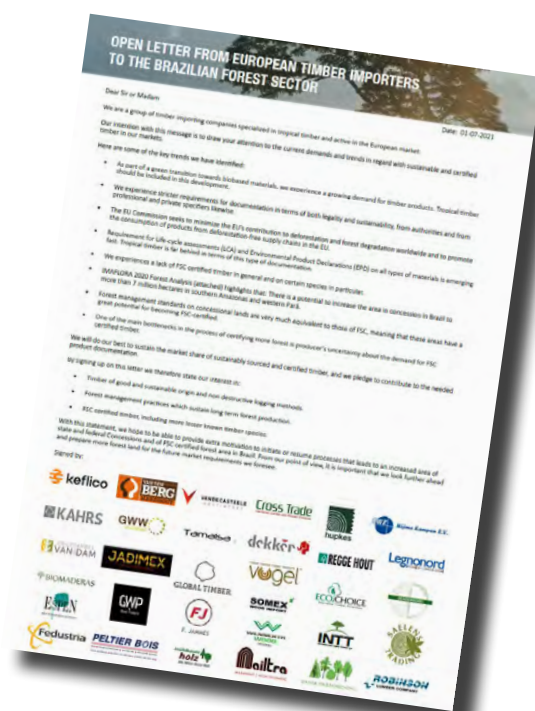 OPEN LETTER FROM EUROPEAN TIMBER IMPORTERS
TO THE BRAZILIAN FOREST SECTOR
Date: 01-07-2021
Dear Sir or Madam
We are a group of timber importing companies specialized in tropical timber and active in the European market.
Our intention with this message is to draw your attention to the current demands and trends in regard with sustainable and certified
timber in our markets.
Here are some of the key trends we have identified:
• As part of a green transition towards biobased materials, we experience a growing demand for timber products. Tropical timber
should be included in this development.
• We experience stricter requirements for documentation in terms of both legality and sustainability, from authorities and from
professional and private specifiers likewise.
• The EU Commission seeks to minimize the EU's contribution to deforestation and forest degradation worldwide and to promote
the consumption of products from deforestation-free supply chains in the EU.
• Requirement for Life-cycle assessments (LCA) and Environmental Product Declarations (EPD) on all types of materials is emerging
fast. Tropical timber is far behind in terms of this type of documentation.
• We experiences a lack of FSC certified timber in general and on certain species in particular.
• IMAFLORA 2020 Forest Analysis (attached) highlights that: There is a potential to increase the area in concession in Brazil to
more than 7 million hectares in southern Amazonas and western Pará.
• Forest management standards on concessional lands are very much equivalent to those of FSC, meaning that these areas have a
great potential for becoming FSC-certified.
• One of the main bottlenecks in the process of certifying more forest is producer's uncertainty about the demand for FSC
certified timber.
We will do our best to sustain the market share of sustainably sourced and certified timber, and we pledge to contribute to the needed
product documentation.
By signing up on this letter we therefore state our interest in:
• Timber of good and sustainable origin and non destructive logging methods.
• Forest management practices which sustain long term forest production.
• FSC certified timber, including more lesser known timber species.
With this statement, we hope to be able to provide extra motivation to initiate or resume processes that leads to an increased area of
state and federal Concessions and of FSC certified forest area in Brazil. From our point of view, it is important that we look further ahead
and prepare more forest land for the future market requirements we foresee.
Signed by:
keflico
VAN DEN BERG
VANDECASTEELE
Cross Trade
hupkes
KAHRS
GWW
Tamalsa
dekker
REGGE HOUT
Legnonord
VAN DAM
JADIMEX
GLOBAL TIMBER
vogel
ECOCHOICE
BIOMADERAS
GWP
FJ
SOMEX
INTT
Fedustria
PELTIER BOIS
holz
Mailtra
ROBINSON
LUMBER COMPANY